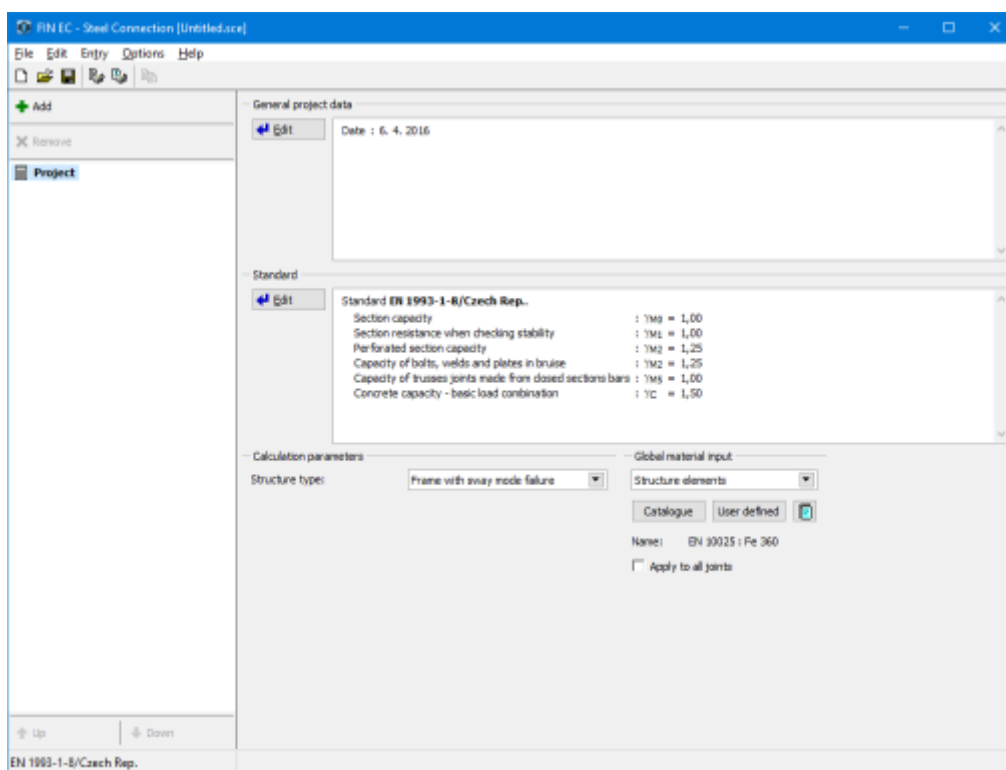 FIN EC - Steel Connection [Untitled.sce]
File Edit Entry Options Help
Add
Remove
Project
Up Down
General project data
Edit
Date : 6. 4. 2016
Standard
Edit
Standard EN 1993-1-8/Czech Rep..
Section capacity : γM0 = 1,00
Section resistance when checking stability : γM1 = 1,00
Perforated section capacity : γM2 = 1,25
Capacity of bolts, welds and plates in bruise : γM2 = 1,25
Capacity of trusses joints made from closed sections bars : γM5 = 1,00
Concrete capacity - basic load combination : γC = 1,50
Calculation parameters
Structure type: Frame with sway mode failure
Global material input
Structure elements
Catalogue User defined
Name: EN 10025 : Fe 360
Apply to all joints
EN 1993-1-8/Czech Rep.